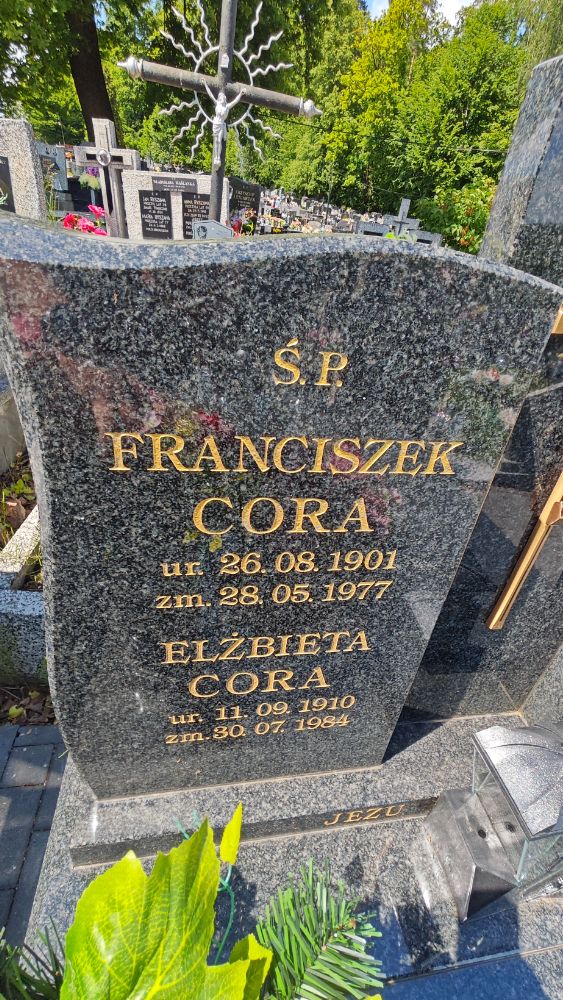 Ś.P.
FRANCISZEK
CORA
ur. 26.08.1901
zm. 28.05.1977
ELŻBIETA
CORA
ur. 11.09.1910
zm. 30.07.1984
JEZU